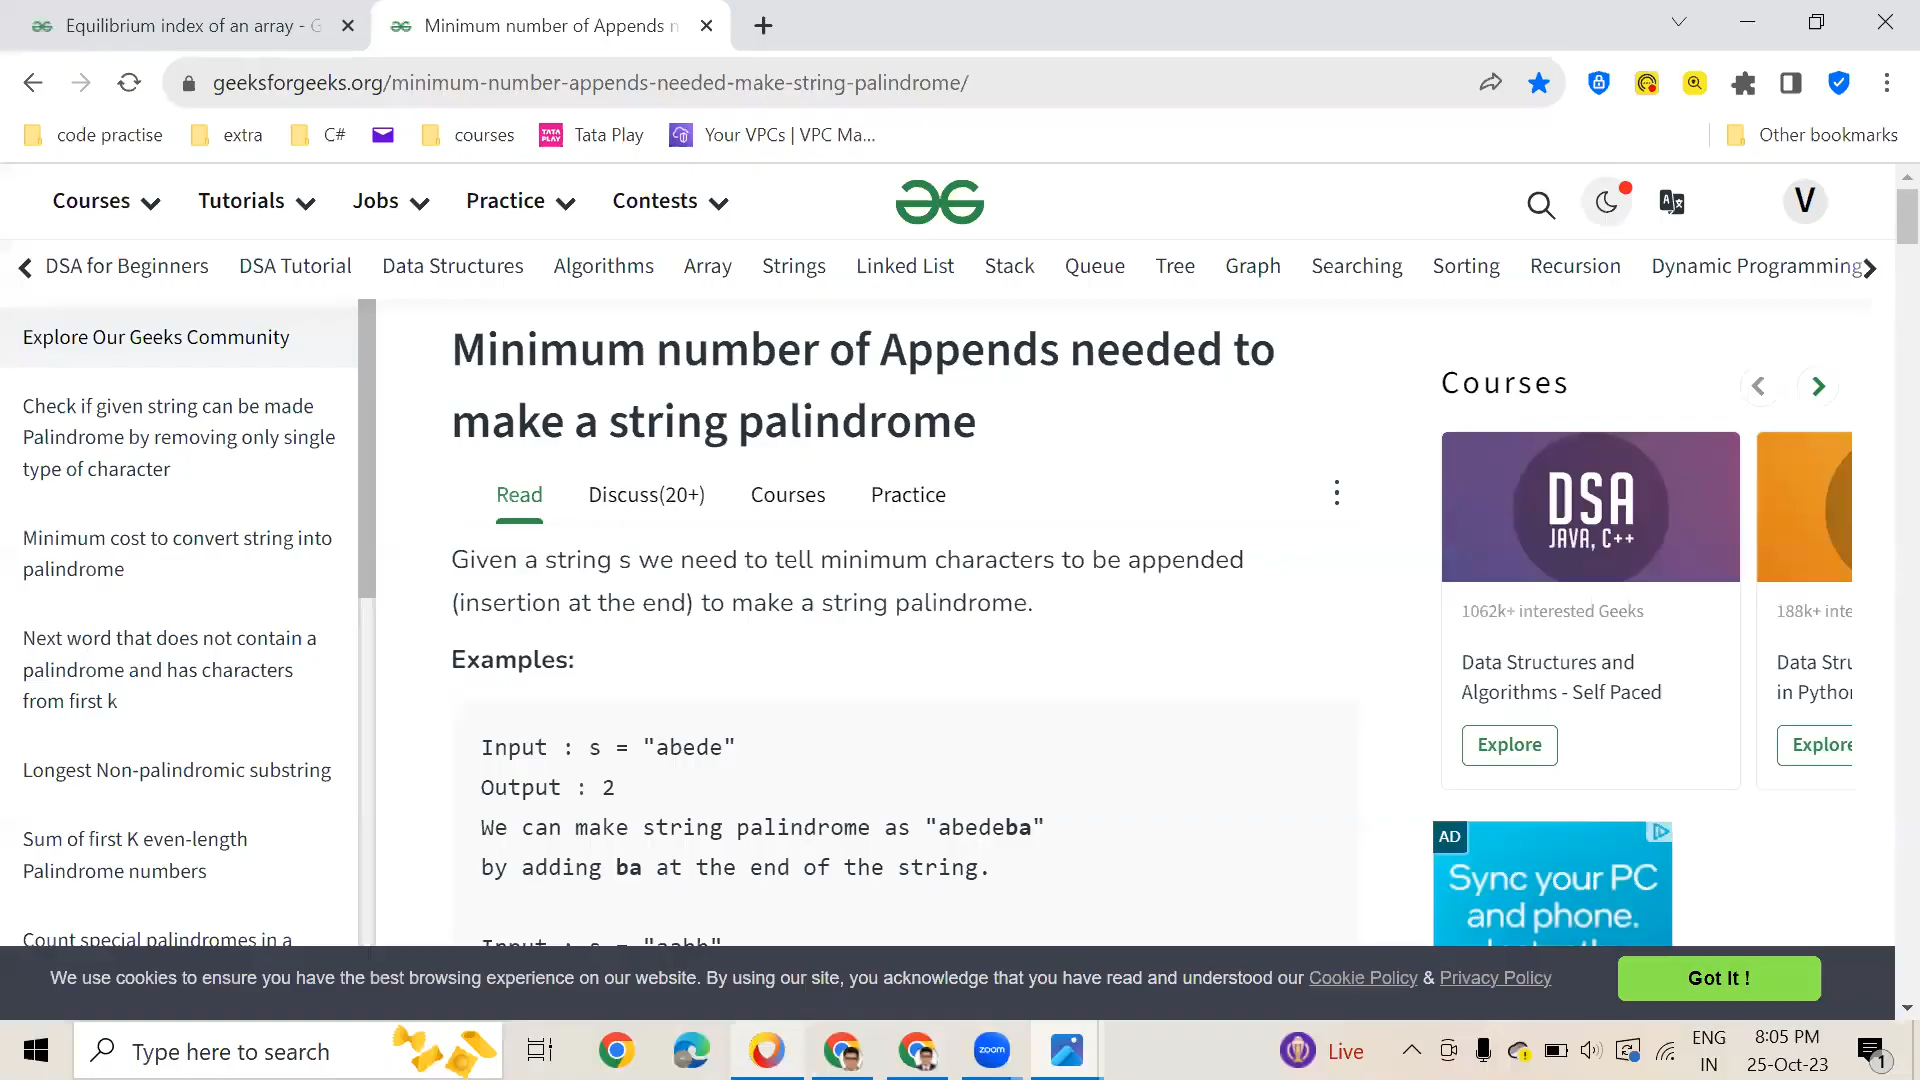 Equilibrium index of an array - G
Minimum number of Appends n
geeksforgeeks.org/minimum-number-appends-needed-make-string-palindrome/
code practise
extra
C#
courses
TATA PLAY
Tata Play
Your VPCs | VPC Ma...
Other bookmarks
Courses
Tutorials
Jobs
Practice
Contests
V
DSA for Beginners
DSA Tutorial
Data Structures
Algorithms
Array
Strings
Linked List
Stack
Queue
Tree
Graph
Searching
Sorting
Recursion
Dynamic Programming
Explore Our Geeks Community
Check if given string can be made
Palindrome by removing only single
type of character
Minimum cost to convert string into
palindrome
Next word that does not contain a
palindrome and has characters
from first k
Longest Non-palindromic substring
Sum of first K even-length
Palindrome numbers
Count special palindromes in a
Minimum number of Appends needed to
make a string palindrome
Read
Discuss(20+)
Courses
Practice
Given a string s we need to tell minimum characters to be appended
(insertion at the end) to make a string palindrome.
Examples:
Input : s = "abede"
Output : 2
We can make string palindrome as "abedeba"
by adding ba at the end of the string.
Input : s = "aabb"
Courses
DSA
JAVA, C++
1062k+ interested Geeks
Data Structures and
Algorithms - Self Paced
Explore
188k+ inte
Data Stru
in Python
Explore
AD
Sync your PC
and phone.
We use cookies to ensure you have the best browsing experience on our website. By using our site, you acknowledge that you have read and understood our Cookie Policy & Privacy Policy
Got It !
Type here to search
zoom
Live
ENG
IN
8:05 PM
25-Oct-23
1